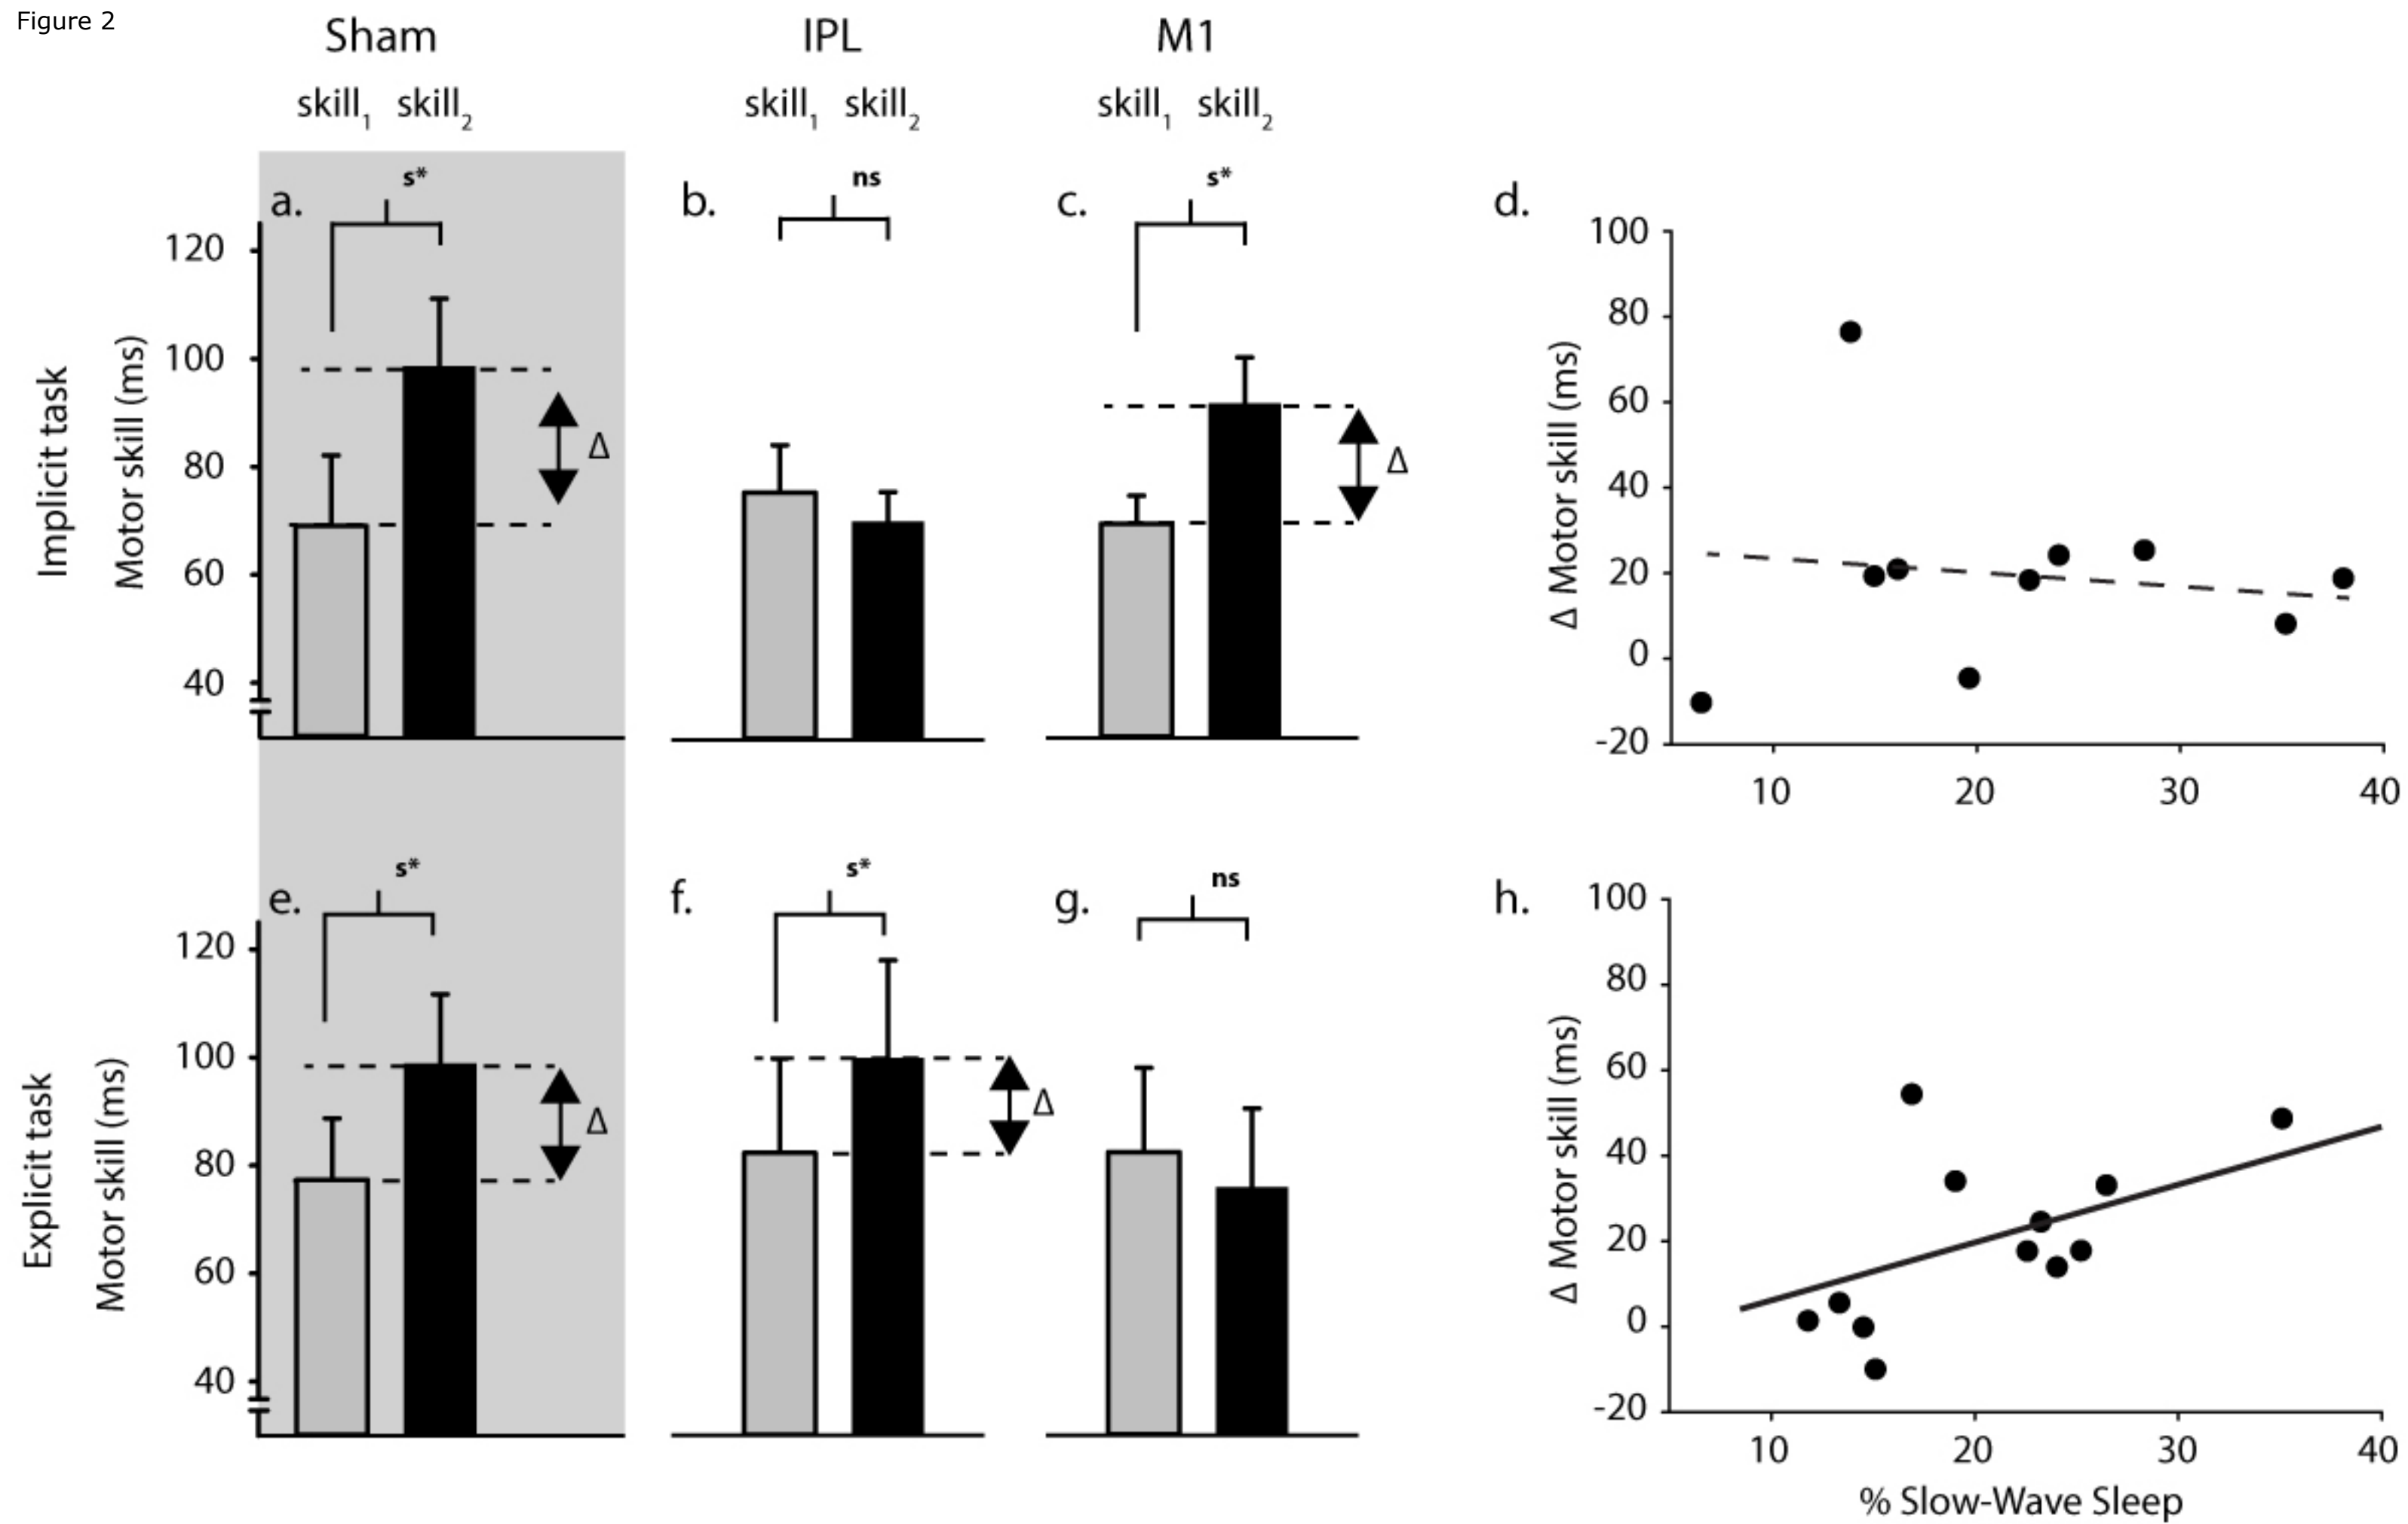 Figure 2
Sham IPL M1
skill1 skill2 skill1 skill2 skill1 skill2
Implicit task
Motor skill (ms)
a. s*
120
100
80
60
40
Δ
b. ns
c. s*
Δ
d.
Δ Motor skill (ms)
100
80
60
40
20
0
-20
10 20 30 40
Explicit task
Motor skill (ms)
e. s*
120
100
80
60
40
Δ
f. s*
Δ
g. ns
h.
Δ Motor skill (ms)
100
80
60
40
20
0
-20
10 20 30 40
% Slow-Wave Sleep